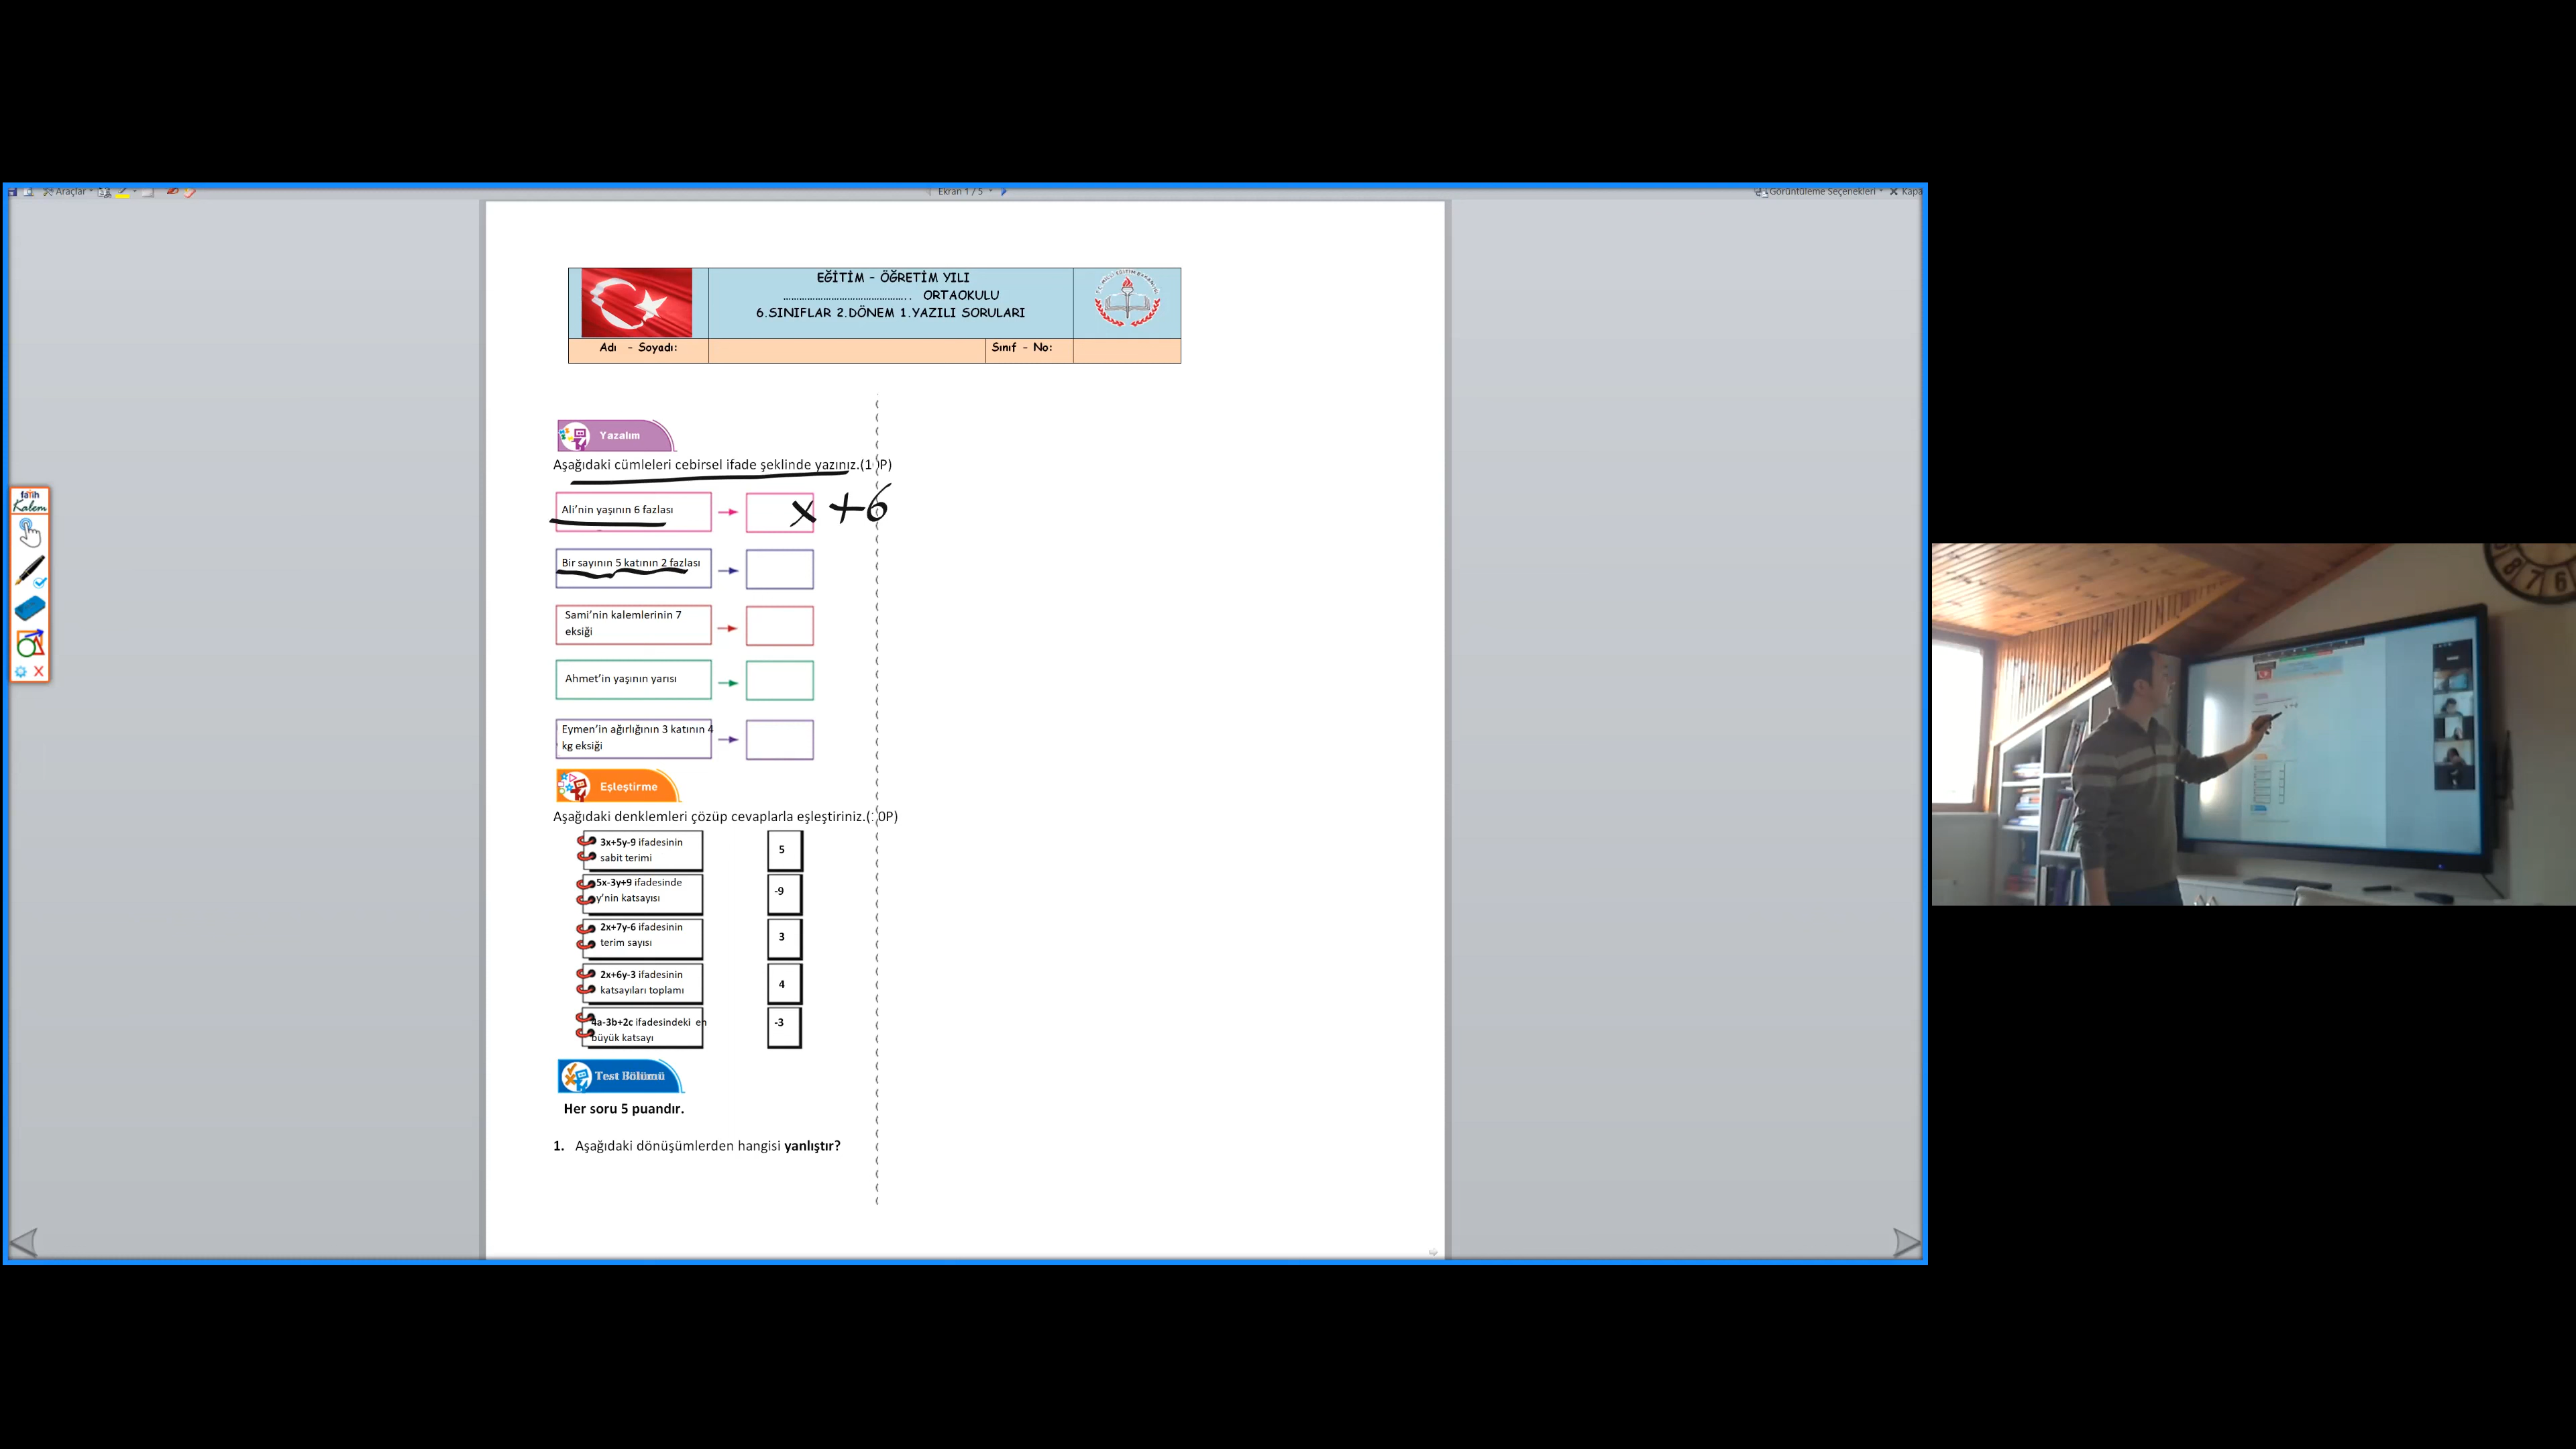 Araçlar
Ekran 1 / 5
Görüntüleme Seçenekleri
EĞİTİM - ÖĞRETİM YILI
……………………………………….. ORTAOKULU
6.SINIFLAR 2.DÖNEM 1.YAZILI SORULARI
Adı - Soyadı:
Sınıf - No:
Yazalım
Aşağıdaki cümleleri cebirsel ifade şeklinde yazınız.
Ali’nin yaşının 6 fazlası
x+6
Bir sayının 5 katının 2 fazlası
Sami’nin kalemlerinin 7
eksiği
Ahmet’in yaşının yarısı
Eymen’in ağırlığının 3 katının 4
kg eksiği
Eşleştirme
Aşağıdaki denklemleri çözüp cevaplarla eşleştiriniz.
3x+5y-9 ifadesinin
sabit terimi
5
5x-3y+9 ifadesinde
y’nin katsayısı
-9
2x+7y-6 ifadesinin
terim sayısı
3
2x+6y-3 ifadesinin
katsayıları toplamı
4
4a-3b+2c ifadesindeki en
büyük katsayı
-3
Test Bölümü
Her soru 5 puandır.
1. Aşağıdaki dönüşümlerden hangisi yanlıştır?
fatih
Kalem
8 7 6